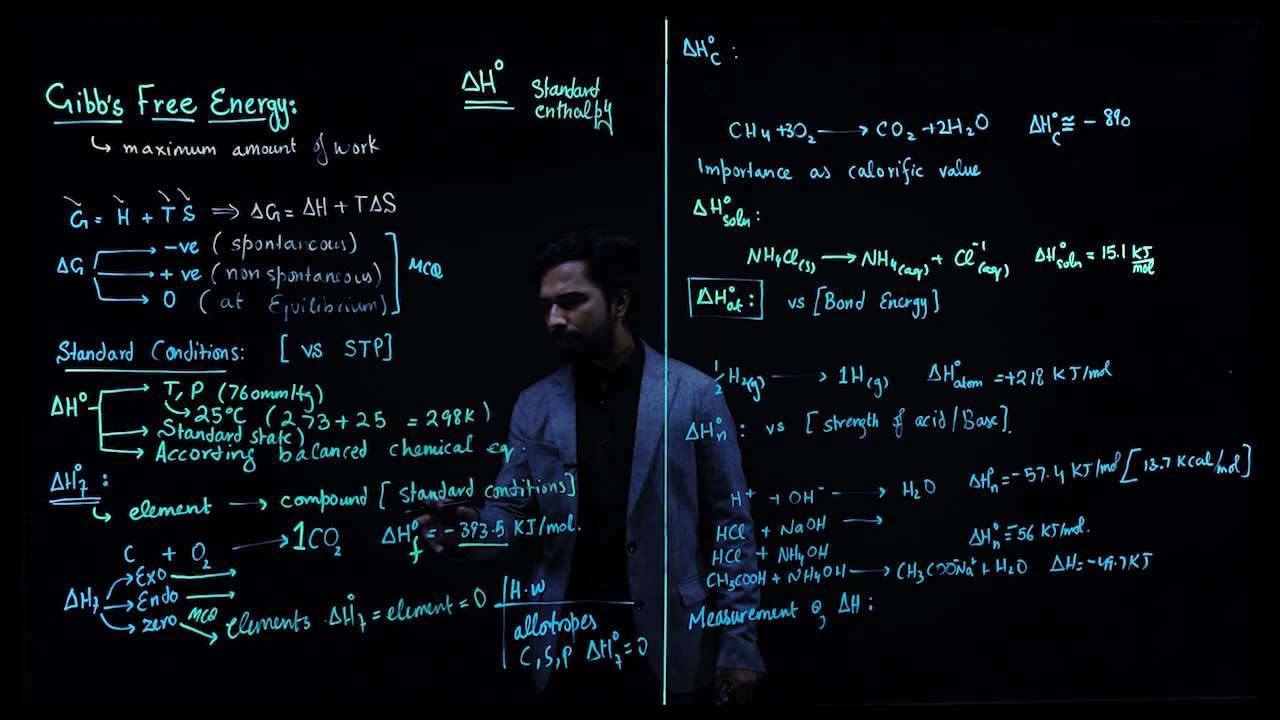 Gibb's Free Energy:
↳ maximum amount of work
G = H + TS ⇒ ΔG = ΔH + TΔS
ΔG
-ve (spontaneous)
+ve (non spontaneous)
0 (at Equilibrium)
MCQ
Standard Conditions: [vs STP]
ΔH°
T, P (760mmHg)
25°C (273+25 = 298K)
Standard state)
According balanced chemical eq.
ΔH°f :
↳ element → compound [standard conditions]
C + O₂ → 1CO₂ ΔH°f = -393.5 KJ/mol.
ΔHf
Exo →
Endo →
zero MCQ → elements ΔH°f = element = 0
H.w
allotropes
C, S, P ΔH°f = 0
ΔH° Standard
enthalpy
ΔH°c :
CH4 + 3O₂ → CO₂ + 2H₂O ΔH°c ≅ - 890
Importance as calorific value
ΔH°soln:
NH4Cl(s) → NH4(aq) + Cl⁻¹(aq) ΔH°soln = 15.1 KJ/mol
ΔH°at: vs [Bond Energy]
1/2 H₂(g) → 1H(g) ΔH°atom = +218 KJ/mol
ΔH°n : vs [strength of acid/Base].
H⁺ + OH⁻ → H₂O ΔH°n = -57.4 KJ/mol [13.7 Kcal/mol]
HCl + NaOH →
HCl + NH4OH ΔH°n = -56 KJ/mol.
CH3COOH + NH4OH → CH3COO⁻Na⁺ + H₂O ΔH = -49.7 KJ
Measurement of ΔH :